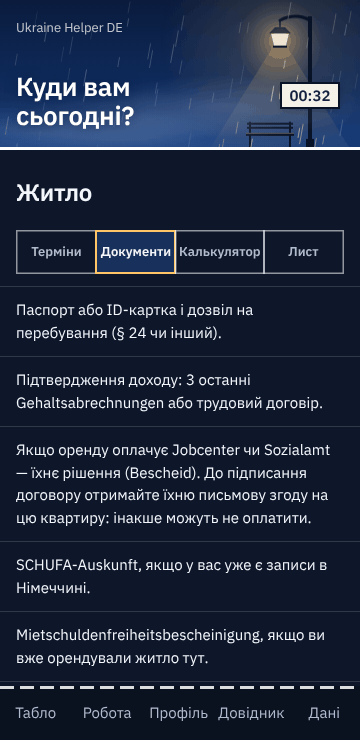 Ukraine Helper DE
Куди вам
сьогодні?
00:32
Житло
Терміни
Документи
Калькулятор
Лист
Паспорт або ID-картка і дозвіл на
перебування (§ 24 чи інший).
Підтвердження доходу: 3 останні
Gehaltsabrechnungen або трудовий договір.
Якщо оренду оплачує Jobcenter чи Sozialamt
— їхнє рішення (Bescheid). До підписання
договору отримайте їхню письмову згоду на
цю квартиру: інакше можуть не оплатити.
SCHUFA-Auskunft, якщо у вас уже є записи в
Німеччині.
Mietschuldenfreiheitsbescheinigung, якщо ви
вже орендували житло тут.
Табло
Робота
Профіль
Довідник
Дані